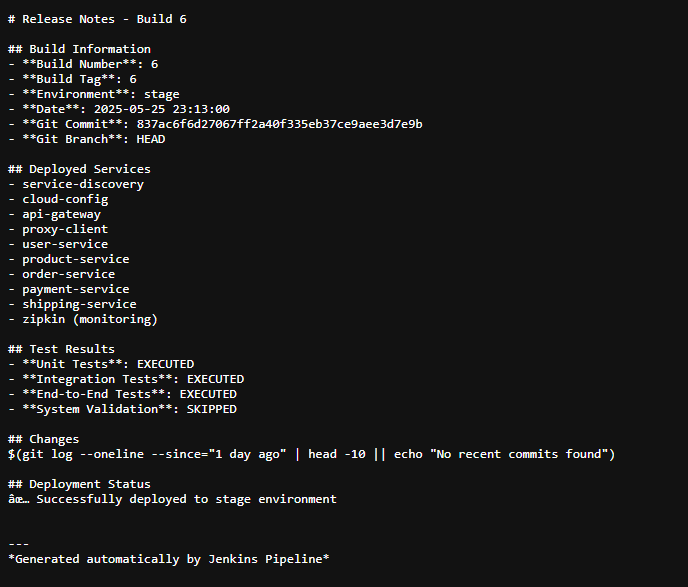 # Release Notes - Build 6
## Build Information
- **Build Number**: 6
- **Build Tag**: 6
- **Environment**: stage
- **Date**: 2025-05-25 23:13:00
- **Git Commit**: 837ac6f6d27067ff2a40f335eb37ce9aee3d7e9b
- **Git Branch**: HEAD
## Deployed Services
- service-discovery
- cloud-config
- api-gateway
- proxy-client
- user-service
- product-service
- order-service
- payment-service
- shipping-service
- zipkin (monitoring)
## Test Results
- **Unit Tests**: EXECUTED
- **Integration Tests**: EXECUTED
- **End-to-End Tests**: EXECUTED
- **System Validation**: SKIPPED
## Changes
$(git log --oneline --since="1 day ago" | head -10 || echo "No recent commits found")
## Deployment Status
âœ… Successfully deployed to stage environment
---
*Generated automatically by Jenkins Pipeline*